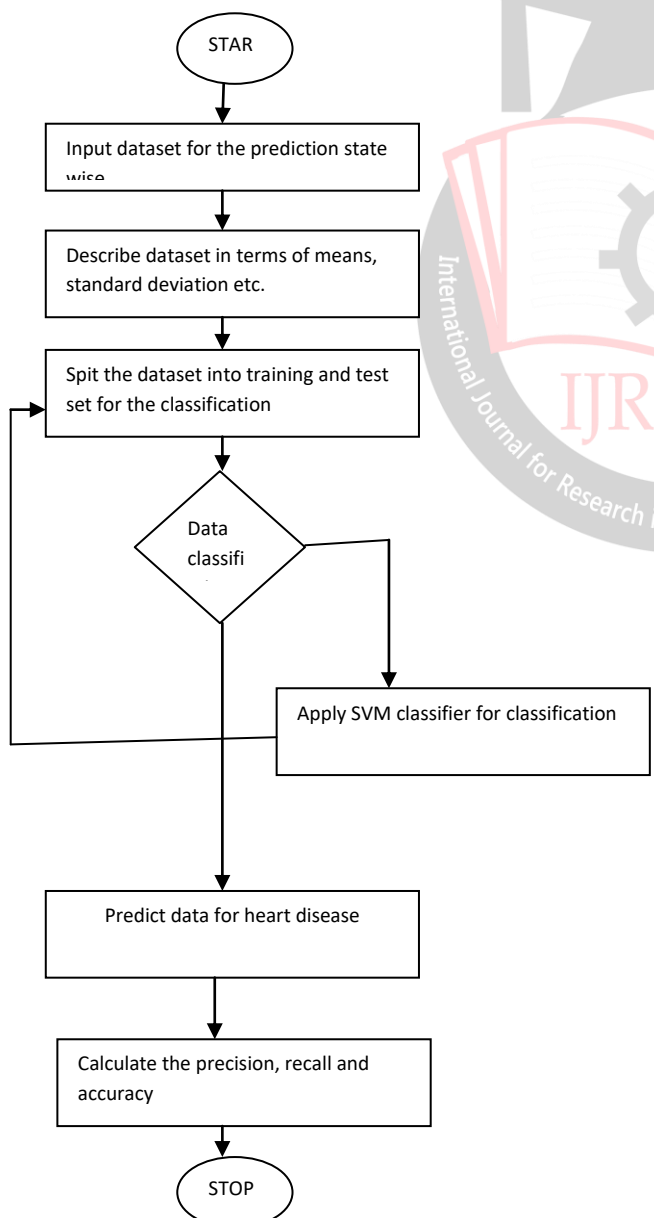 STAR
Input dataset for the prediction state
wise
Describe dataset in terms of means,
standard deviation etc.
Spit the dataset into training and test
set for the classification
Data
classifi
Apply SVM classifier for classification
Predict data for heart disease
Calculate the precision, recall and
accuracy
STOP
International Journal for Research i
IJR